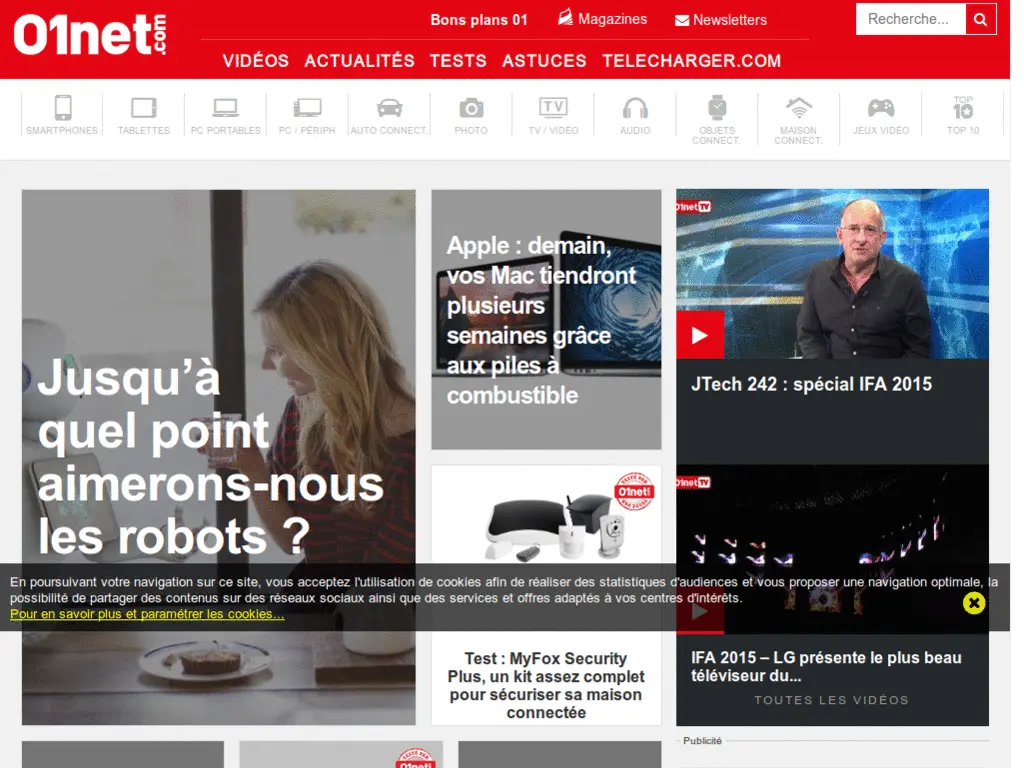 01net.com
Bons plans 01
Magazines
Newsletters
Recherche...
VIDÉOS
ACTUALITÉS
TESTS
ASTUCES
TELECHARGER.COM
SMARTPHONES
TABLETTES
PC PORTABLES
PC / PÉRIPH
AUTO CONNECT.
PHOTO
TV
TV / VIDÉO
AUDIO
OBJETS
CONNECT.
MAISON
CONNECT.
JEUX VIDÉO
TOP
10
TOP 10
Jusqu'à
quel point
aimerons-nous
les robots ?
Apple : demain,
vos Mac tiendront
plusieurs
semaines grâce
aux piles à
combustible
TESTÉ PAR
01net!
Test : MyFox Security
Plus, un kit assez complet
pour sécuriser sa maison
connectée
01net TV
JTech 242 : spécial IFA 2015
01net TV
IFA 2015 – LG présente le plus beau
téléviseur du...
TOUTES LES VIDÉOS
Publicité
En poursuivant votre navigation sur ce site, vous acceptez l'utilisation de cookies afin de réaliser des statistiques d'audiences et vous proposer une navigation optimale, la
possibilité de partager des contenus sur des réseaux sociaux ainsi que des services et offres adaptés à vos centres d'intérêts.
Pour en savoir plus et paramétrer les cookies...
TESTÉ PAR
01net!